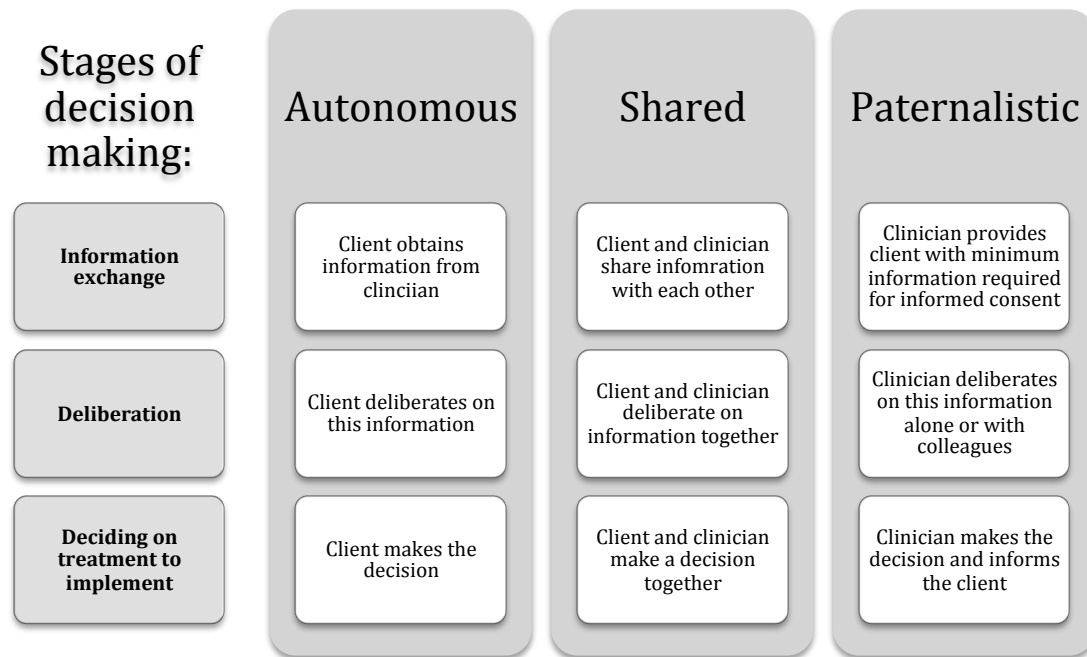 Stages of
decision
making:
Autonomous
Shared
Paternalistic
Information
exchange
Client obtains
information from
clinciian
Client and clinician
share infomration
with each other
Clinician provides
client with minimum
information required
for informed consent
Deliberation
Client deliberates on
this information
Client and clinician
deliberate on
information together
Clinician deliberates
on this information
alone or with
colleagues
Deciding on
treatment to
implement
Client makes the
decision
Client and clinician
make a decision
together
Clinician makes the
decision and informs
the client